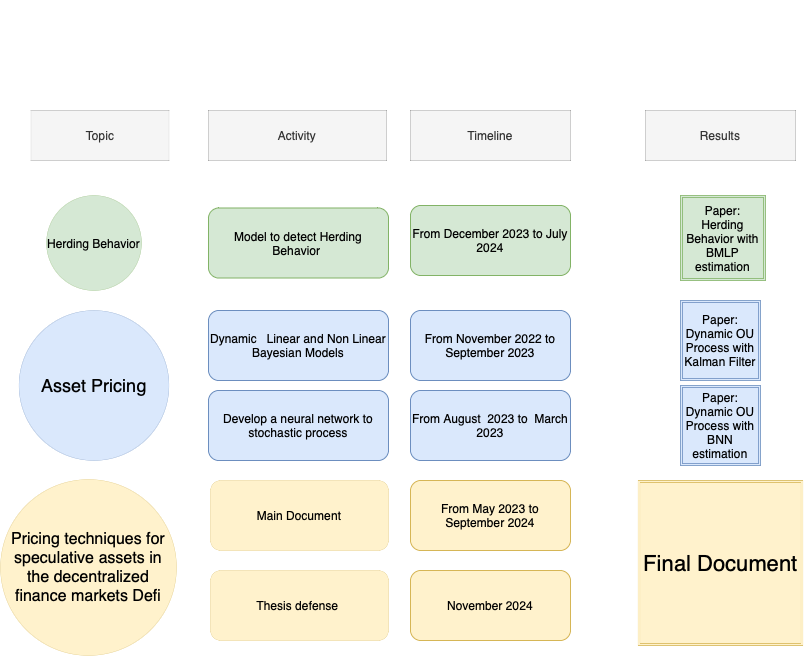 Topic
Activity
Timeline
Results
Herding Behavior
Model to detect Herding
Behavior
From December 2023 to July
2024
Paper:
Herding
Behavior with
BMLP
estimation
Asset Pricing
Dynamic Linear and Non Linear
Bayesian Models
From November 2022 to
September 2023
Paper:
Dynamic OU
Process with
Kalman Filter
Develop a neural network to
stochastic process
From August 2023 to March
2023
Paper:
Dynamic OU
Process with
BNN
estimation
Pricing techniques for
speculative assets in
the decentralized
finance markets Defi
Main Document
From May 2023 to
September 2024
Thesis defense
November 2024
Final Document